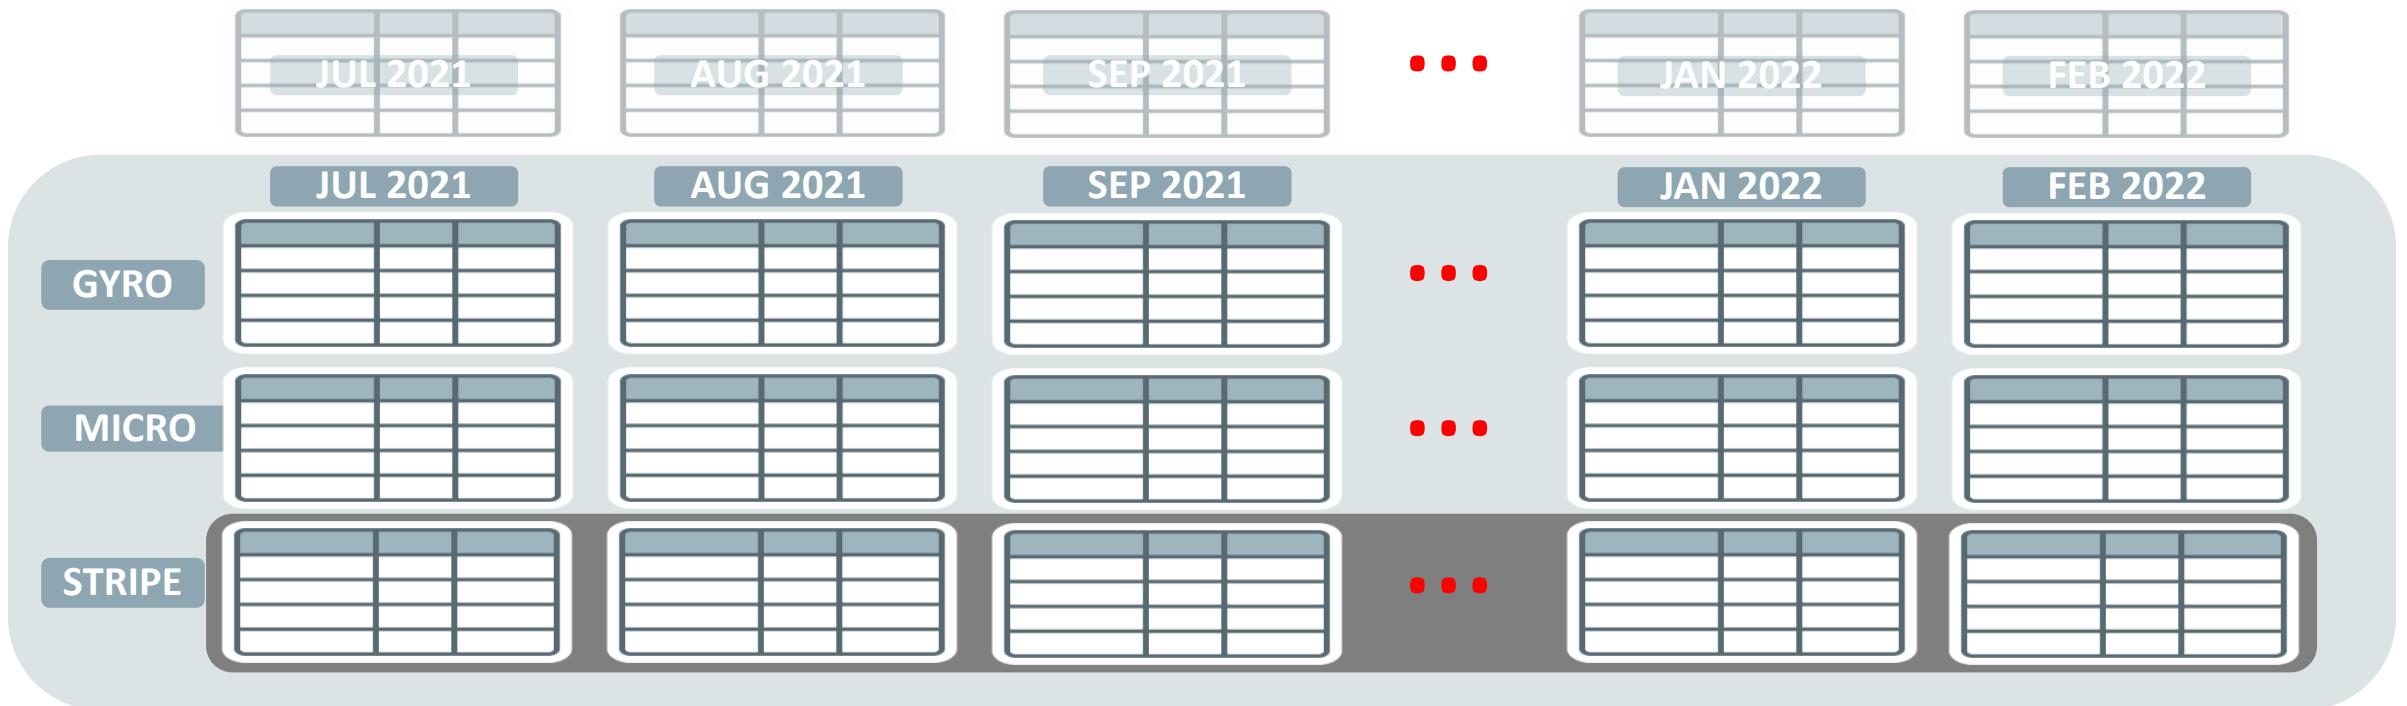 JUL 2021 AUG 2021 SEP 2021 ... JAN 2022 FEB 2022
JUL 2021 AUG 2021 SEP 2021 JAN 2022 FEB 2022
GYRO ...
MICRO ...
STRIPE ...